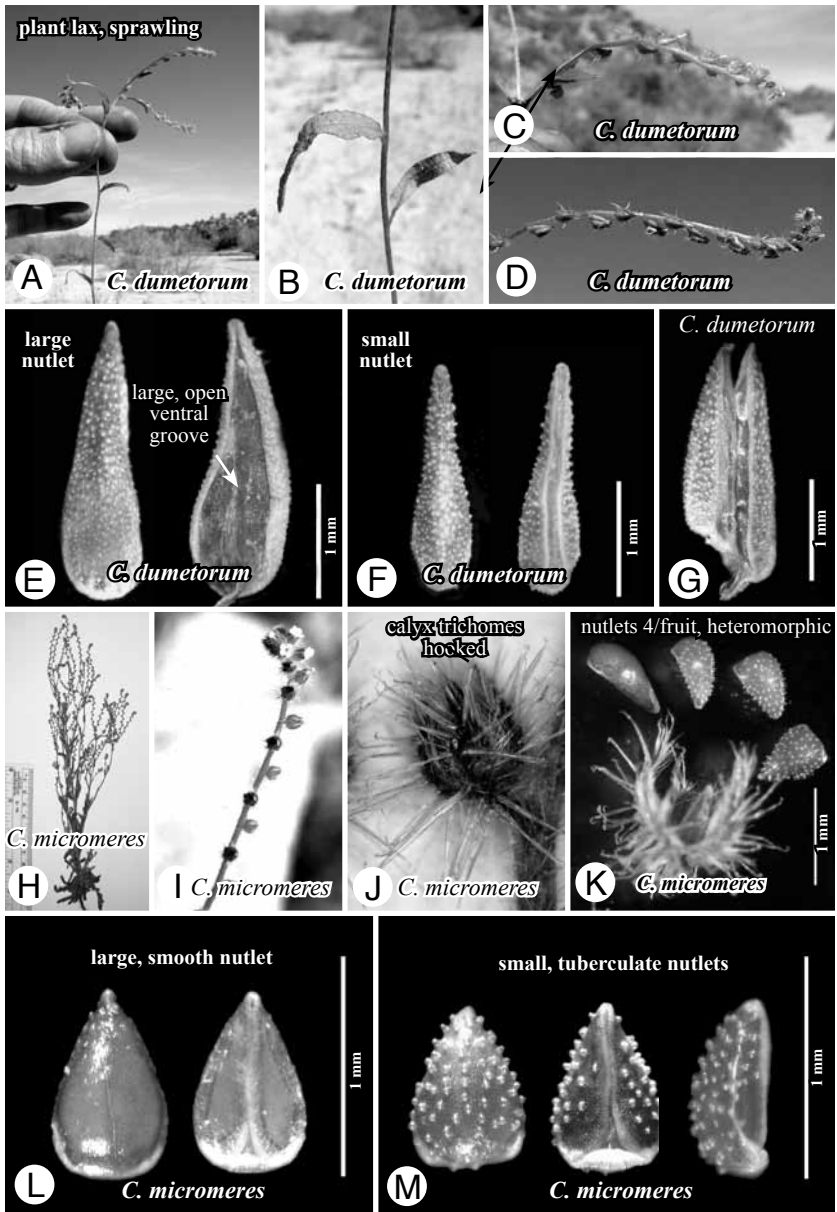 plant lax, sprawling
A
C. dumetorum
B
C. dumetorum
C
C. dumetorum
D
C. dumetorum
large
nutlet
large, open
ventral
groove
1 mm
E
C. dumetorum
small
nutlet
1 mm
F
C. dumetorum
C. dumetorum
1 mm
G
C. micromeres
H
I
C. micromeres
calyx trichomes
hooked
J
C. micromeres
nutlets 4/fruit, heteromorphic
1 mm
K
C. micromeres
large, smooth nutlet
1 mm
L
C. micromeres
small, tuberculate nutlets
1 mm
M
C. micromeres